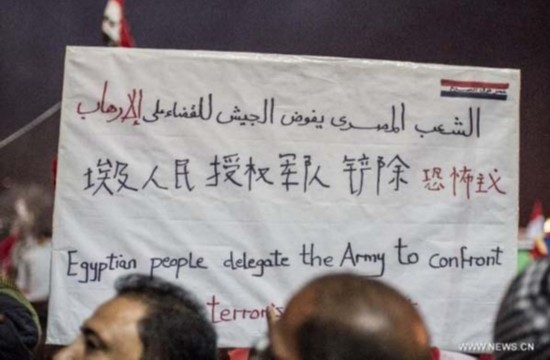 الشعب المصرى يفوض الجيش للقضاء على الإرهاب
埃及人民 授权军队 铲除 恐怖主义
Egyptian people delegate the Army to confront
WWW.NEWS.CN